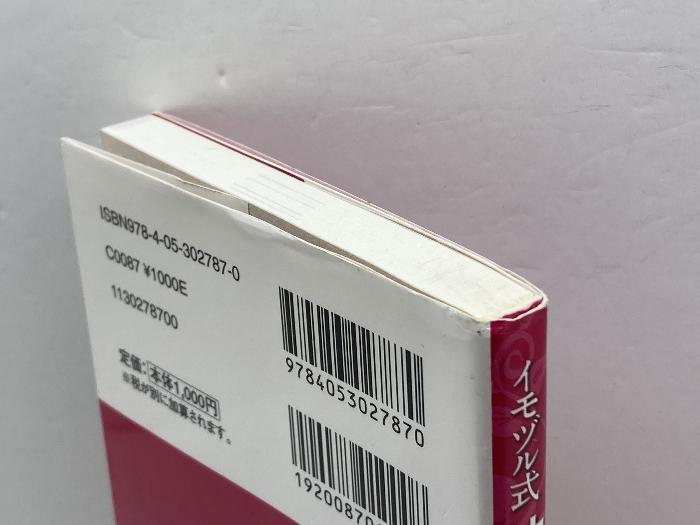 ISBN978-4-05-302787-0
C0087 ¥1000E
1130278700
定価：本体1,000円
※税が別に加算されます。
9784053027870
イモヅル式